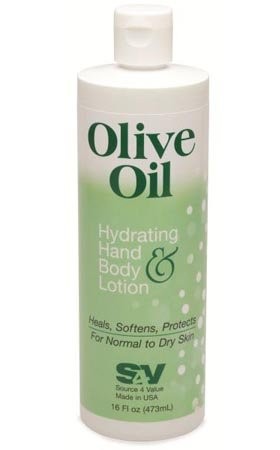 Olive
Oil
Hydrating
Hand &
Body
Lotion
Heals, Softens, Protects
For Normal to Dry Skin
S4V
Source 4 Value
Made in USA
16 Fl oz (473mL)